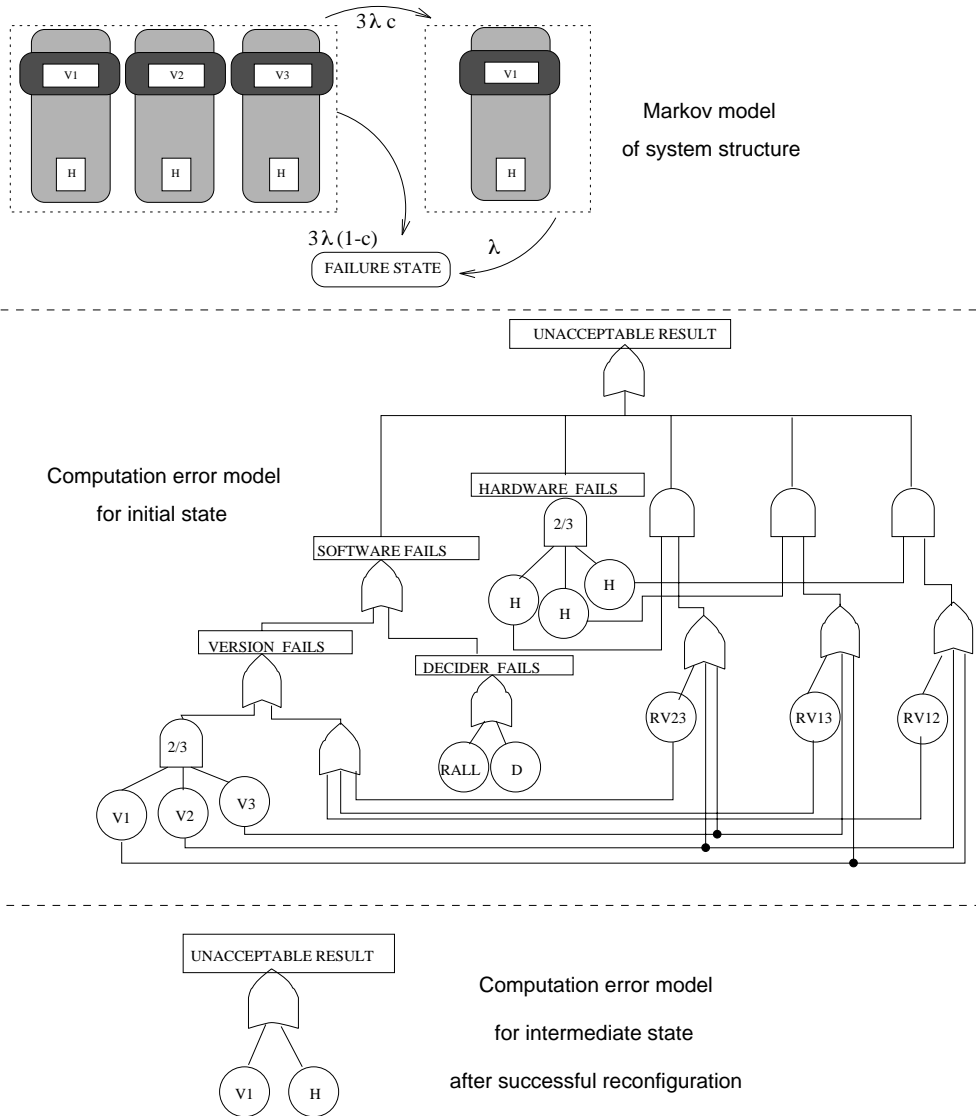 3λ c
V1
V2
V3
V1
H
H
H
H
Markov model
of system structure
3λ (1-c)
λ
FAILURE STATE
UNACCEPTABLE RESULT
Computation error model
for initial state
HARDWARE FAILS
2/3
SOFTWARE FAILS
H
H
H
VERSION FAILS
DECIDER FAILS
RV23
RV13
RV12
2/3
RALL
D
V1
V2
V3
UNACCEPTABLE RESULT
Computation error model
for intermediate state
after successful reconfiguration
V1
H